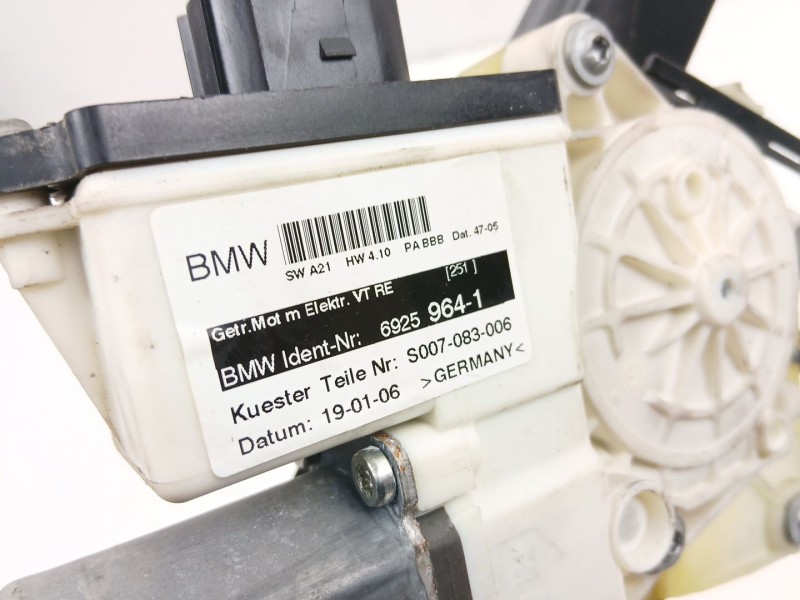 BMW
SW A21 HW 4.10 PA BBB Dat. 47-05
Getr.Mot m Elektr. VT RE [251]
BMW Ident-Nr: 6925 964-1
Kuester Teile Nr: S007-083-006
Datum: 19-01-06 >GERMANY<